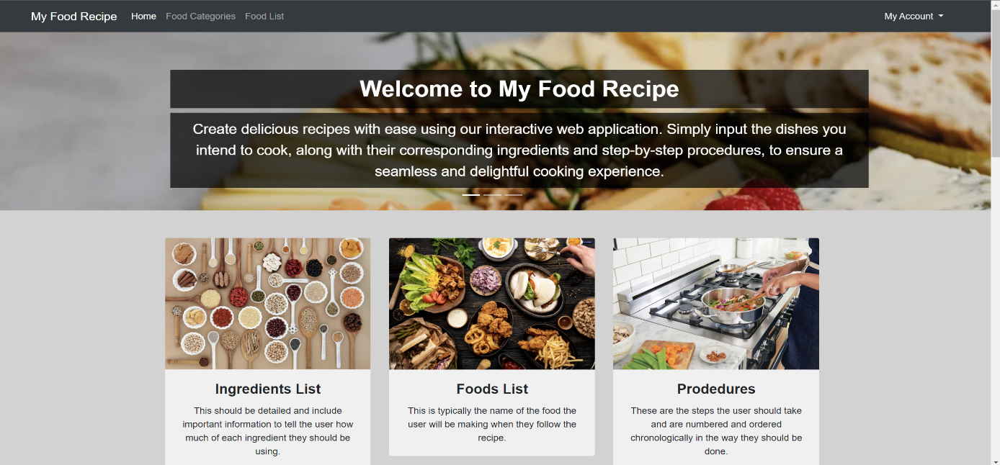 My Food Recipe Home Food Categories Food List My Account
Welcome to My Food Recipe
Create delicious recipes with ease using our interactive web application. Simply input the dishes you
intend to cook, along with their corresponding ingredients and step-by-step procedures, to ensure a
seamless and delightful cooking experience.
Ingredients List
This should be detailed and include
important information to tell the user how
much of each ingredient they should be
using.
Foods List
This is typically the name of the food the
user will be making when they follow the
recipe.
Prodedures
These are the steps the user should take
and are numbered and ordered
chronologically in the way they should be
done.